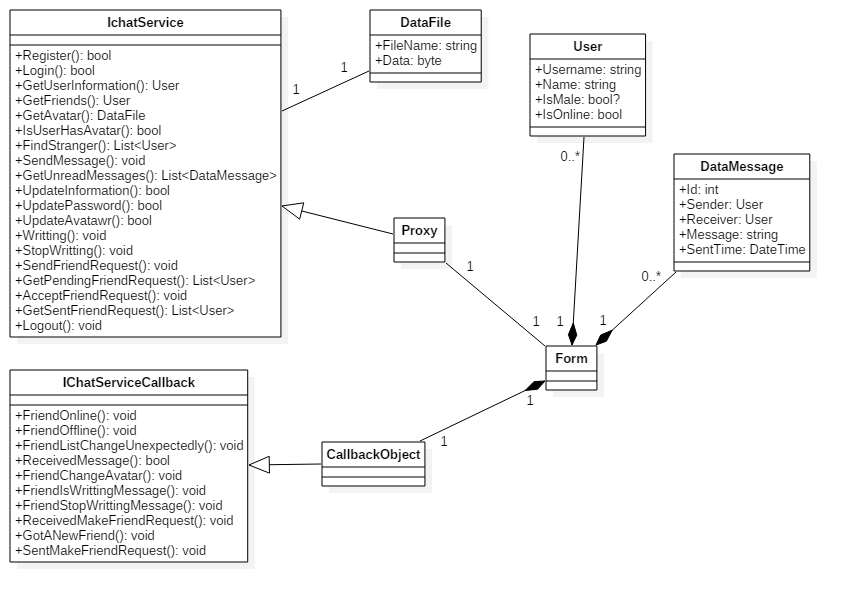 IchatService
+Register(): bool
+Login(): bool
+GetUserInformation(): User
+GetFriends(): User
+GetAvatar(): DataFile
+IsUserHasAvatar(): bool
+FindStranger(): List<User>
+SendMessage(): void
+GetUnreadMessages(): List<DataMessage>
+UpdateInformation(): bool
+UpdatePassword(): bool
+UpdateAvatawr(): bool
+Writting(): void
+StopWritting(): void
+SendFriendRequest(): void
+GetPendingFriendRequest(): List<User>
+AcceptFriendRequest(): void
+GetSentFriendRequest(): List<User>
+Logout(): void
1
1
DataFile
+FileName: string
+Data: byte
User
+Username: string
+Name: string
+IsMale: bool?
+IsOnline: bool
0..*
DataMessage
+Id: int
+Sender: User
+Receiver: User
+Message: string
+SentTime: DateTime
0..*
Proxy
1
1
1
1
Form
1
IChatServiceCallback
+FriendOnline(): void
+FriendOffline(): void
+FriendListChangeUnexpectedly(): void
+ReceivedMessage(): bool
+FriendChangeAvatar(): void
+FriendIsWrittingMessage(): void
+FriendStopWrittingMessage(): void
+ReceivedMakeFriendRequest(): void
+GotANewFriend(): void
+SentMakeFriendRequest(): void
1
CallbackObject